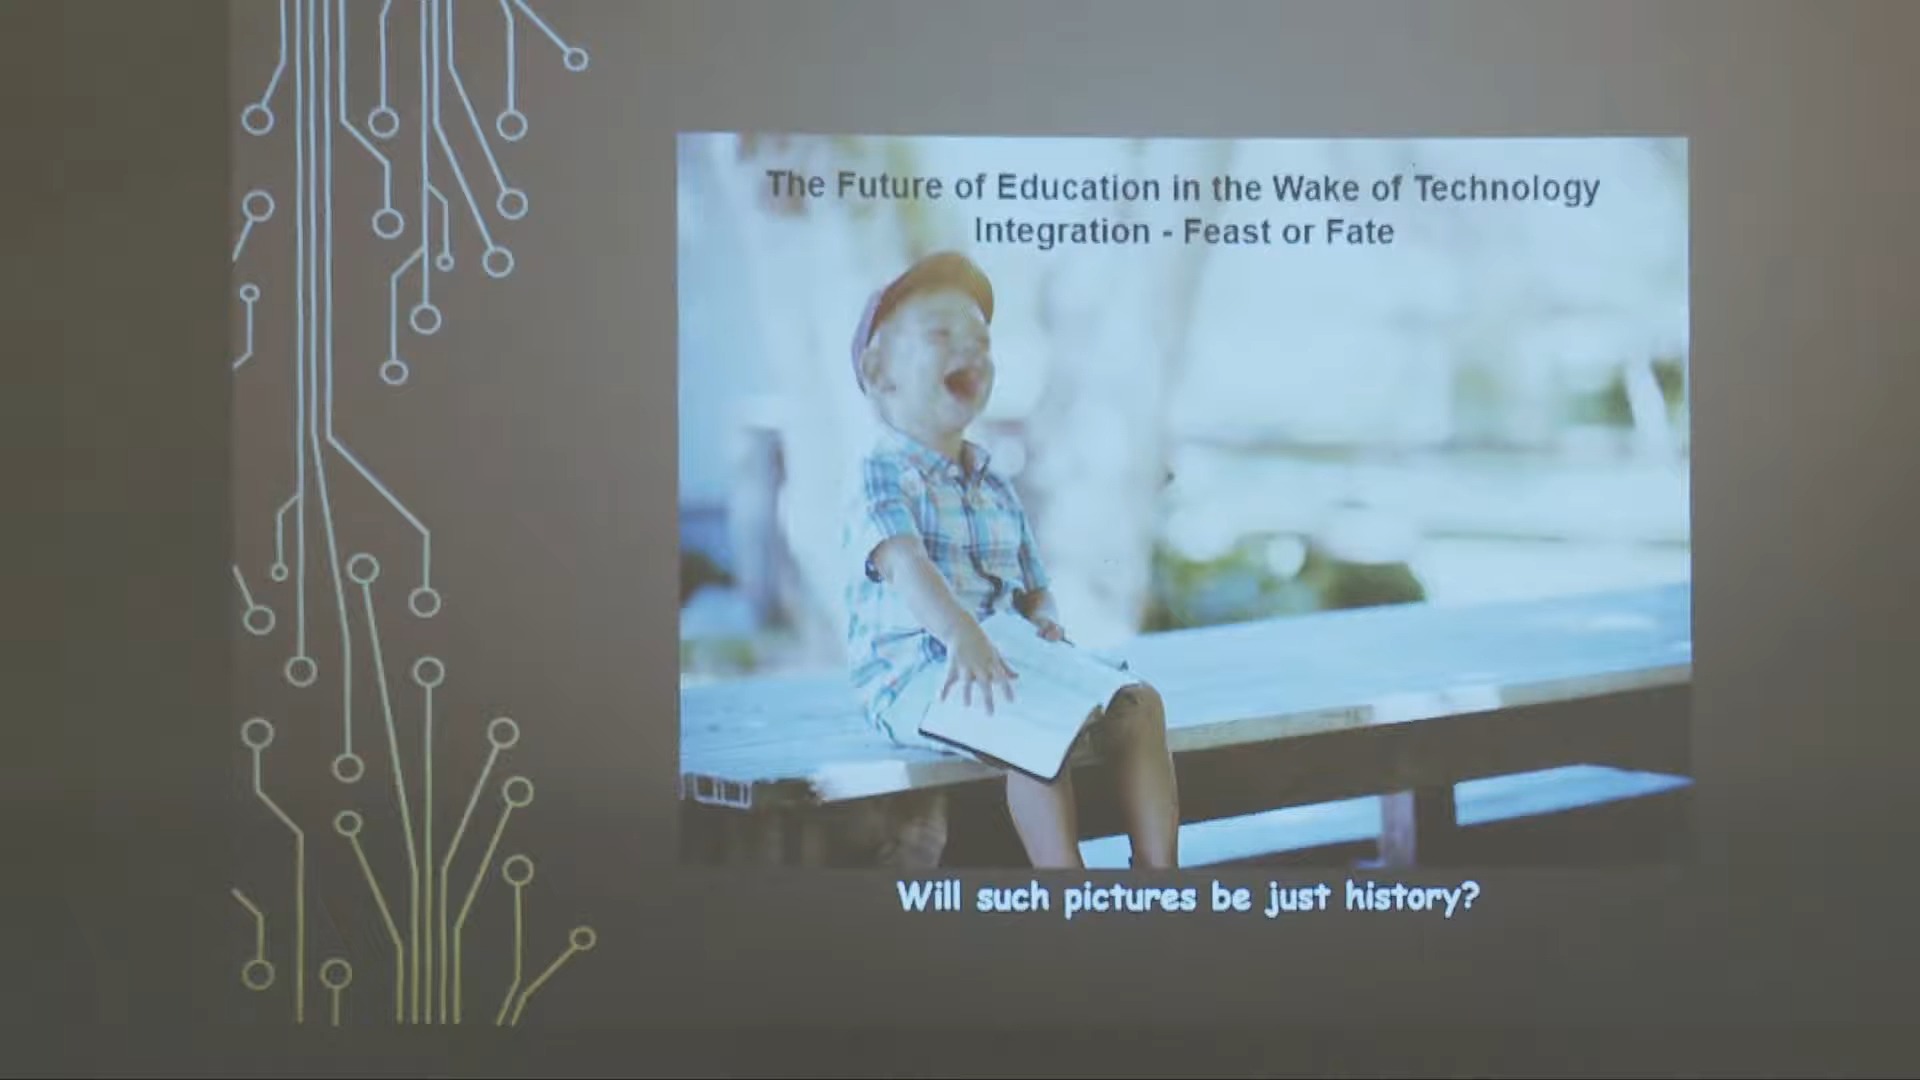 The Future of Education in the Wake of Technology
Integration - Feast or Fate
Will such pictures be just history?